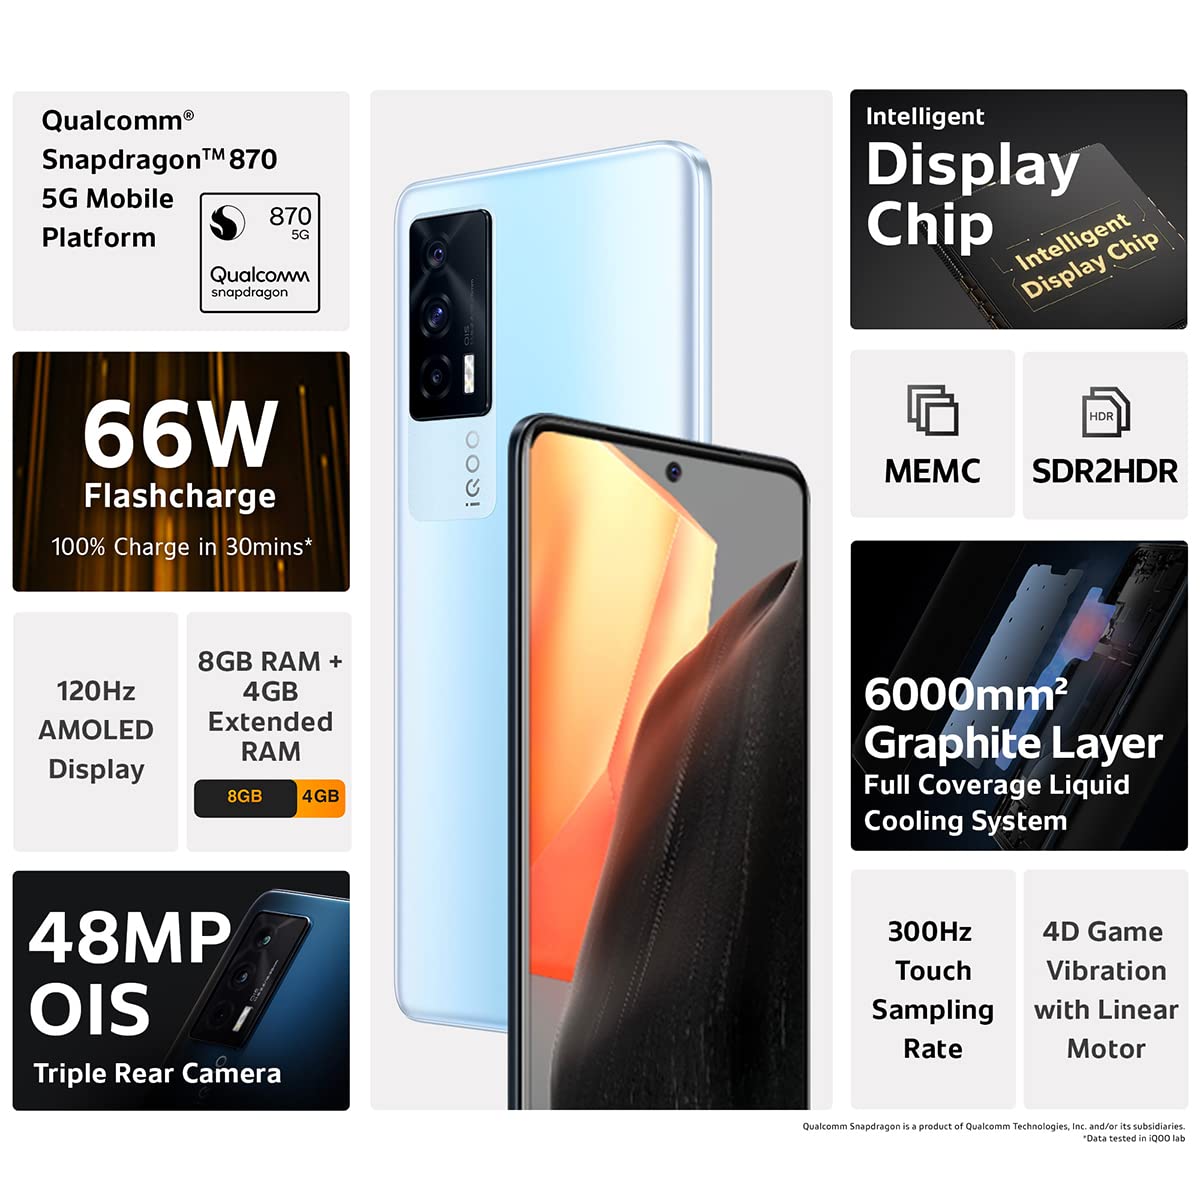 Qualcomm®
Snapdragon™ 870
5G Mobile
Platform
870
5G
Qualcomm
snapdragon
66W
Flashcharge
100% Charge in 30mins*
120Hz
AMOLED
Display
8GB RAM +
4GB
Extended
RAM
8GB
4GB
48MP
OIS
Triple Rear Camera
OIS
OIS
iQOO
Intelligent
Display
Chip
Intelligent
Display Chip
MEMC
HDR
SDR2HDR
6000mm²
Graphite Layer
Full Coverage Liquid
Cooling System
300Hz
Touch
Sampling
Rate
4D Game
Vibration
with Linear
Motor
Qualcomm Snapdragon is a product of Qualcomm Technologies, Inc. and/or its subsidiaries.
*Data tested in iQOO lab